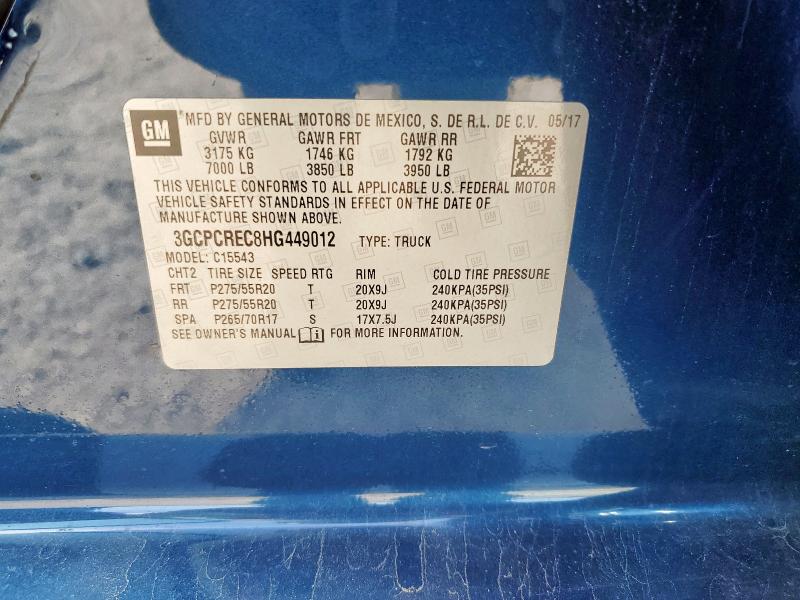 GM
MFD BY GENERAL MOTORS DE MEXICO, S. DE R.L. DE C.V. 05/17
GVWR GAWR FRT GAWR RR
3175 KG 1746 KG 1792 KG
7000 LB 3850 LB 3950 LB
THIS VEHICLE CONFORMS TO ALL APPLICABLE U.S. FEDERAL MOTOR
VEHICLE SAFETY STANDARDS IN EFFECT ON THE DATE OF
MANUFACTURE SHOWN ABOVE.
3GCPCREC8HG449012 TYPE: TRUCK
MODEL: C15543
CHT2 TIRE SIZE SPEED RTG RIM COLD TIRE PRESSURE
FRT P275/55R20 T 20X9J 240KPA(35PSI)
RR P275/55R20 T 20X9J 240KPA(35PSI)
SPA P265/70R17 S 17X7.5J 240KPA(35PSI)
SEE OWNER'S MANUAL i FOR MORE INFORMATION.